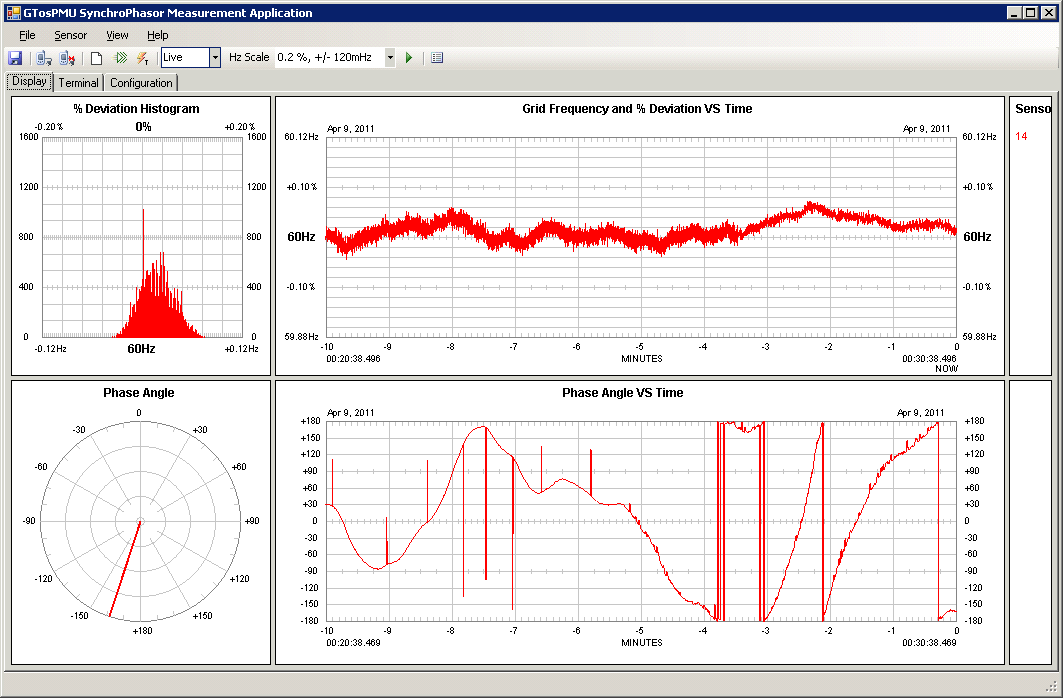 GTosPMU SynchroPhasor Measurement Application
File Sensor View Help
Live Hz Scale 0.2 %, +/- 120mHz
Display Terminal Configuration
% Deviation Histogram
-0.20 % 0% +0.20 %
1600 1600
1200 1200
800 800
400 400
0 0
-0.12Hz 60Hz +0.12Hz
Grid Frequency and % Deviation VS Time
Apr 9, 2011 Apr 9, 2011
60.12Hz 60.12Hz
+0.10 % +0.10 %
60Hz 60Hz
-0.10 % -0.10 %
59.88Hz 59.88Hz
-10 -9 -8 -7 -6 -5 -4 -3 -2 -1 0
00:20:38.496 MINUTES 00:30:38.496
NOW
Senso
14
Phase Angle
0
-30 +30
-60 +60
-90 +90
-120 +120
-150 +150
+180
Phase Angle VS Time
Apr 9, 2011 Apr 9, 2011
+180 +180
+150 +150
+120 +120
+90 +90
+60 +60
+30 +30
0 0
-30 -30
-60 -60
-90 -90
-120 -120
-150 -150
-180 -180
-10 -9 -8 -7 -6 -5 -4 -3 -2 -1 0
00:20:38.469 MINUTES 00:30:38.469